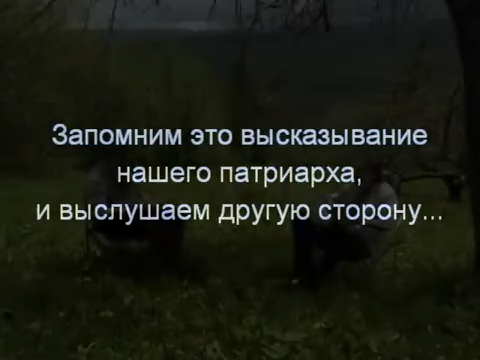 Запомним это высказывание
нашего патриарха,
и выслушаем другую сторону...